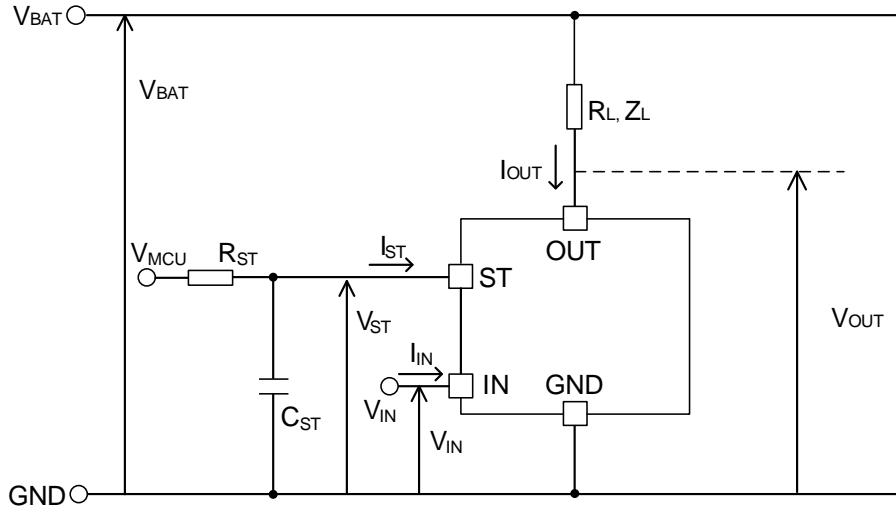 VBAT
VBAT
RL, ZL
IOUT
OUT
VMCU
RST
IST
ST
VST
VOUT
IIN
IN
GND
VIN
CST
VIN
GND